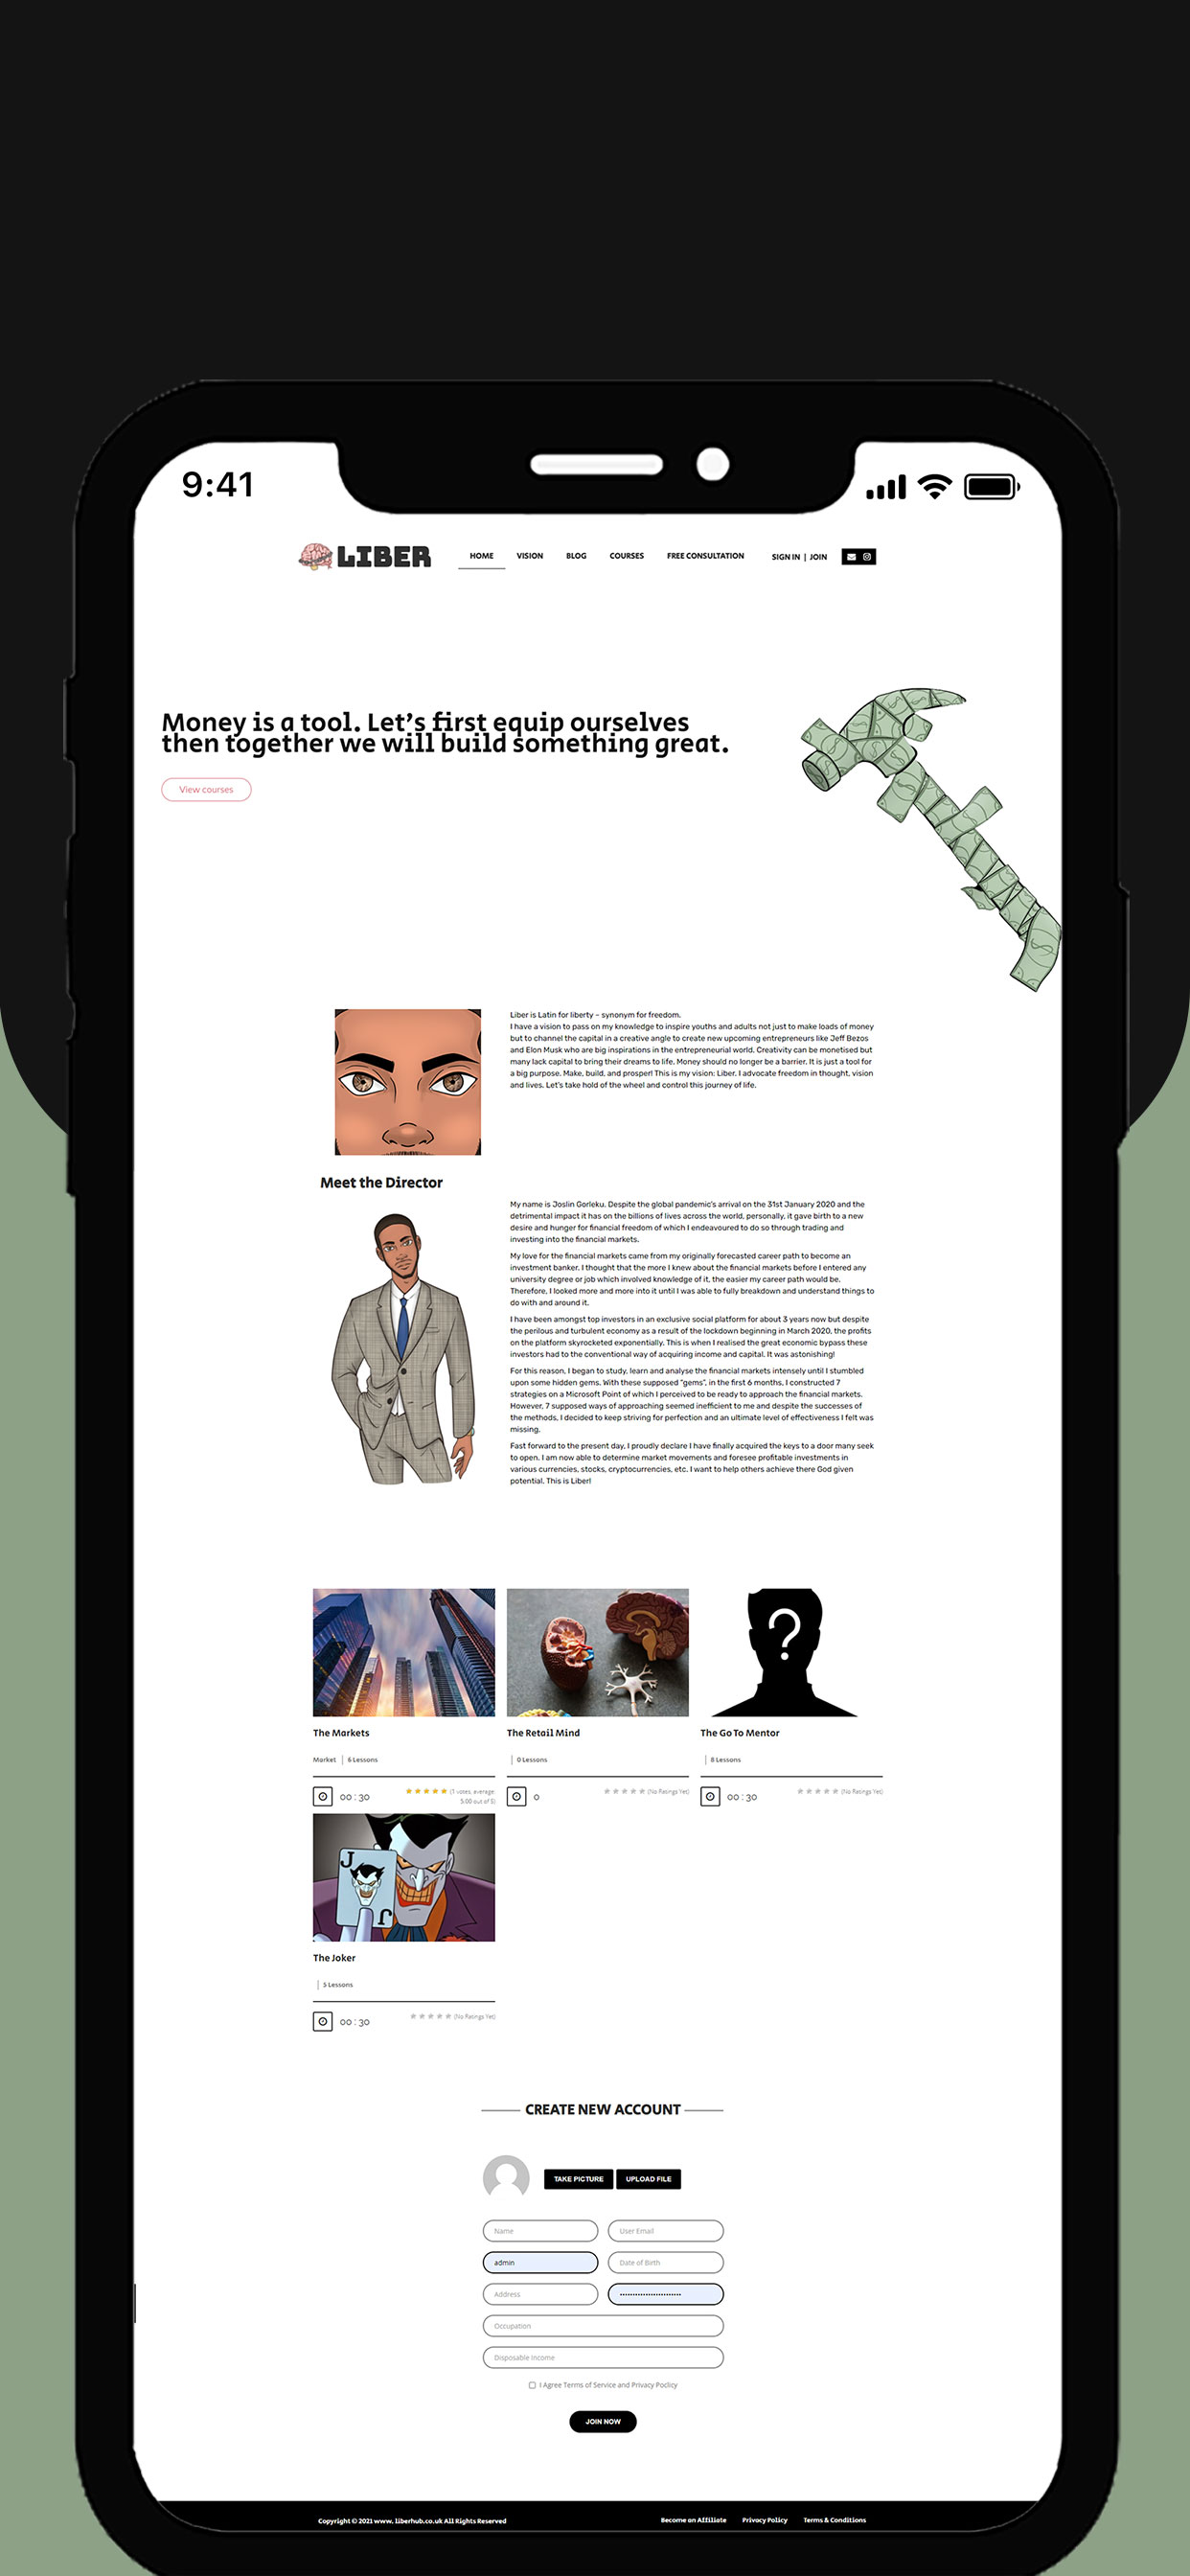 9:41
LIBER
HOME VISION BLOG COURSES FREE CONSULTATION SIGN IN | JOIN
Money is a tool. Let's first equip ourselves
then together we will build something great.
View courses
Liber is Latin for liberty – synonym for freedom.
I have a vision to pass on my knowledge to inspire youths and adults not just to make loads of money
but to channel the capital in a creative angle to create new upcoming entrepreneurs like Jeff Bezos
and Elon Musk who are big inspirations in the entrepreneurial world. Creativity can be monetised but
many lack capital to bring their dreams to life. Money should no longer be a barrier. It is just a tool for
a big purpose. Make, build, and prosper! This is my vision: Liber. I advocate freedom in thought, vision
and lives. Let's take hold of the wheel and control this journey of life.
Meet the Director
My name is Joslin Gorleku. Despite the global pandemic's arrival on the 31st January 2020 and the
detrimental impact it has on the billions of lives across the world, personally, it gave birth to a new
desire and hunger for financial freedom of which I endeavoured to do so through trading and
investing into the financial markets.
My love for the financial markets came from my originally forecasted career path to become an
investment banker. I thought that the more I knew about the financial markets before I entered any
university degree or job which involved knowledge of it, the easier my career path would be.
Therefore, I looked more and more into it until I was able to fully breakdown and understand things to
do with and around it.
I have been amongst top investors in an exclusive social platform for about 3 years now but despite
the perilous and turbulent economy as a result of the lockdown beginning in March 2020, the profits
on the platform skyrocketed exponentially. This is when I realised the great economic bypass these
investors had to the conventional way of acquiring income and capital. It was astonishing!
For this reason, I began to study, learn and analyse the financial markets intensely until I stumbled
upon some hidden gems. With these supposed "gems", in the first 6 months, I constructed 7
strategies on a Microsoft Point of which I perceived to be ready to approach the financial markets.
However, 7 supposed ways of approaching seemed inefficient to me and despite the successes of
the methods, I decided to keep striving for perfection and an ultimate level of effectiveness I felt was
missing.
Fast forward to the present day, I proudly declare I have finally acquired the keys to a door many seek
to open. I am now able to determine market movements and foresee profitable investments in
various currencies, stocks, cryptocurrencies, etc. I want to help others achieve there God given
potential. This is Liber!
?
The Markets
Market | 6 Lessons
00 : 30
(1 votes, average:
5.00 out of 5)
The Retail Mind
| 0 Lessons
0
(No Ratings Yet)
The Go To Mentor
| 8 Lessons
00 : 30
(No Ratings Yet)
J
J
The Joker
| 5 Lessons
00 : 30
(No Ratings Yet)
CREATE NEW ACCOUNT
TAKE PICTURE UPLOAD FILE
Name User Email
admin Date of Birth
Address
Occupation
Disposable Income
I Agree Terms of Service and Privacy Poclicy
JOIN NOW
Copyright © 2021 www. liberhub.co.uk All Rights Reserved
Become an Affiliate Privacy Policy Terms & Conditions